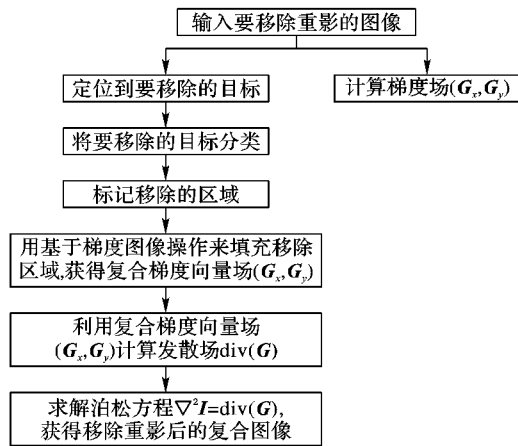 输入要移除重影的图像
定位到要移除的目标
计算梯度场(Gx,Gy)
将要移除的目标分类
标记移除的区域
用基于梯度图像操作来填充移除
区域,获得复合梯度向量场(Gx,Gy)
利用复合梯度向量场
(Gx,Gy)计算发散场div(G)
求解泊松方程∇²I=div(G),
获得移除重影后的复合图像